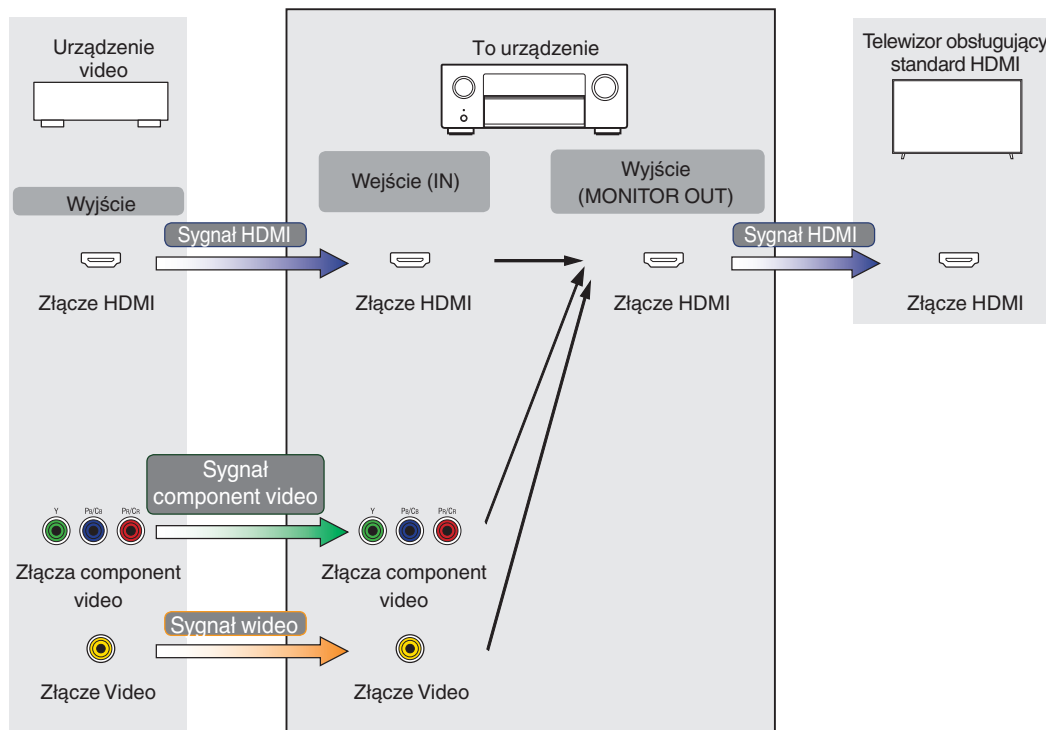 Urządzenie
video
To urządzenie
Telewizor obsługujący
standard HDMI
Wyjście
Wejście (IN)
Wyjście
(MONITOR OUT)
Sygnał HDMI
Sygnał HDMI
Złącze HDMI
Złącze HDMI
Złącze HDMI
Złącze HDMI
Sygnał
component video
Y PB/CB PR/CR
Y PB/CB PR/CR
Złącza component
video
Złącza component
video
Sygnał wideo
Złącze Video
Złącze Video